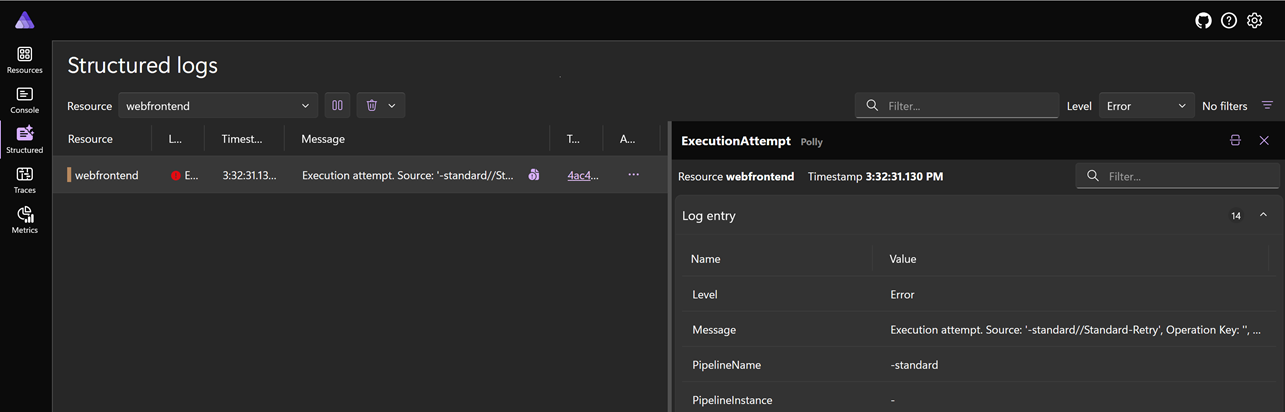 Resources
Console
Structured
Traces
Metrics
Structured logs
Resource webfrontend Filter... Level Error No filters
Resource L... Timest... Message T... A...
webfrontend E... 3:32:31.13... Execution attempt. Source: '-standard//St... 4ac4... ...
ExecutionAttempt Polly
Resource webfrontend Timestamp 3:32:31.130 PM Filter...
Log entry 14
Name Value
Level Error
Message Execution attempt. Source: '-standard//Standard-Retry', Operation Key: '', ...
PipelineName -standard
PipelineInstance -